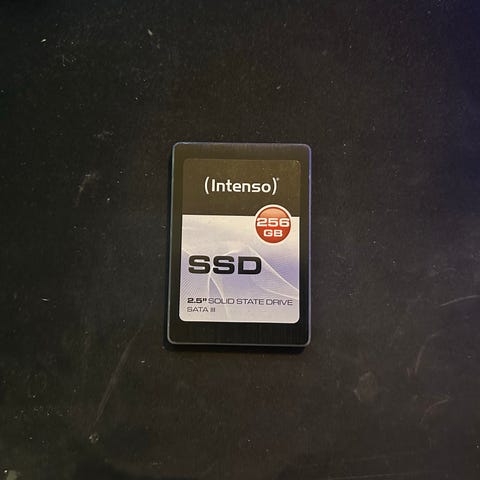 (Intenso)®
256
GB
SSD
2.5" SOLID STATE DRIVE
SATA III